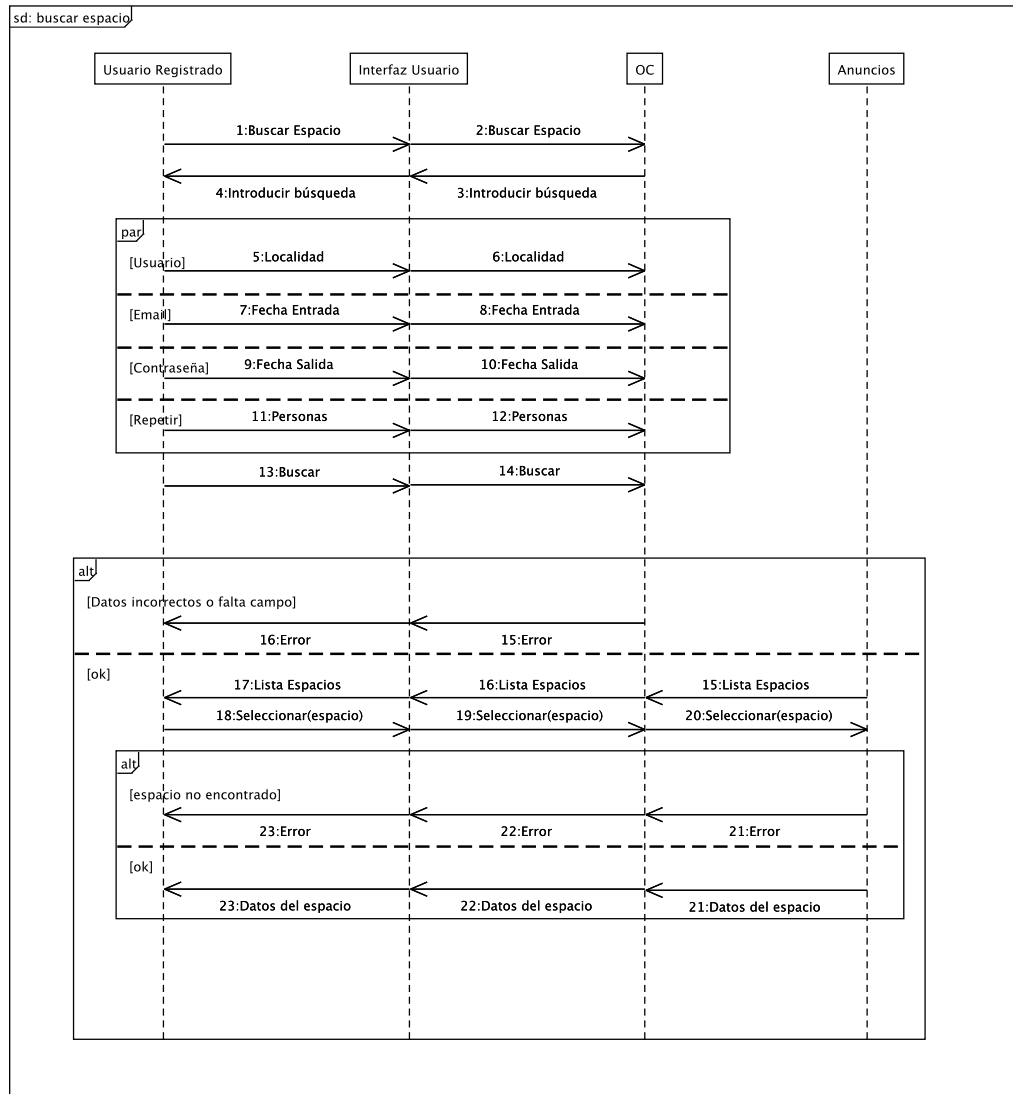 sd: buscar espacio
Usuario Registrado
Interfaz Usuario
OC
Anuncios
1:Buscar Espacio
2:Buscar Espacio
4:Introducir búsqueda
3:Introducir búsqueda
par
[Usuario]
5:Localidad
6:Localidad
[Email]
7:Fecha Entrada
8:Fecha Entrada
[Contraseña]
9:Fecha Salida
10:Fecha Salida
[Repetir]
11:Personas
12:Personas
13:Buscar
14:Buscar
alt
[Datos incorrectos o falta campo]
16:Error
15:Error
[ok]
17:Lista Espacios
16:Lista Espacios
15:Lista Espacios
18:Seleccionar(espacio)
19:Seleccionar(espacio)
20:Seleccionar(espacio)
alt
[espacio no encontrado]
23:Error
22:Error
21:Error
[ok]
23:Datos del espacio
22:Datos del espacio
21:Datos del espacio